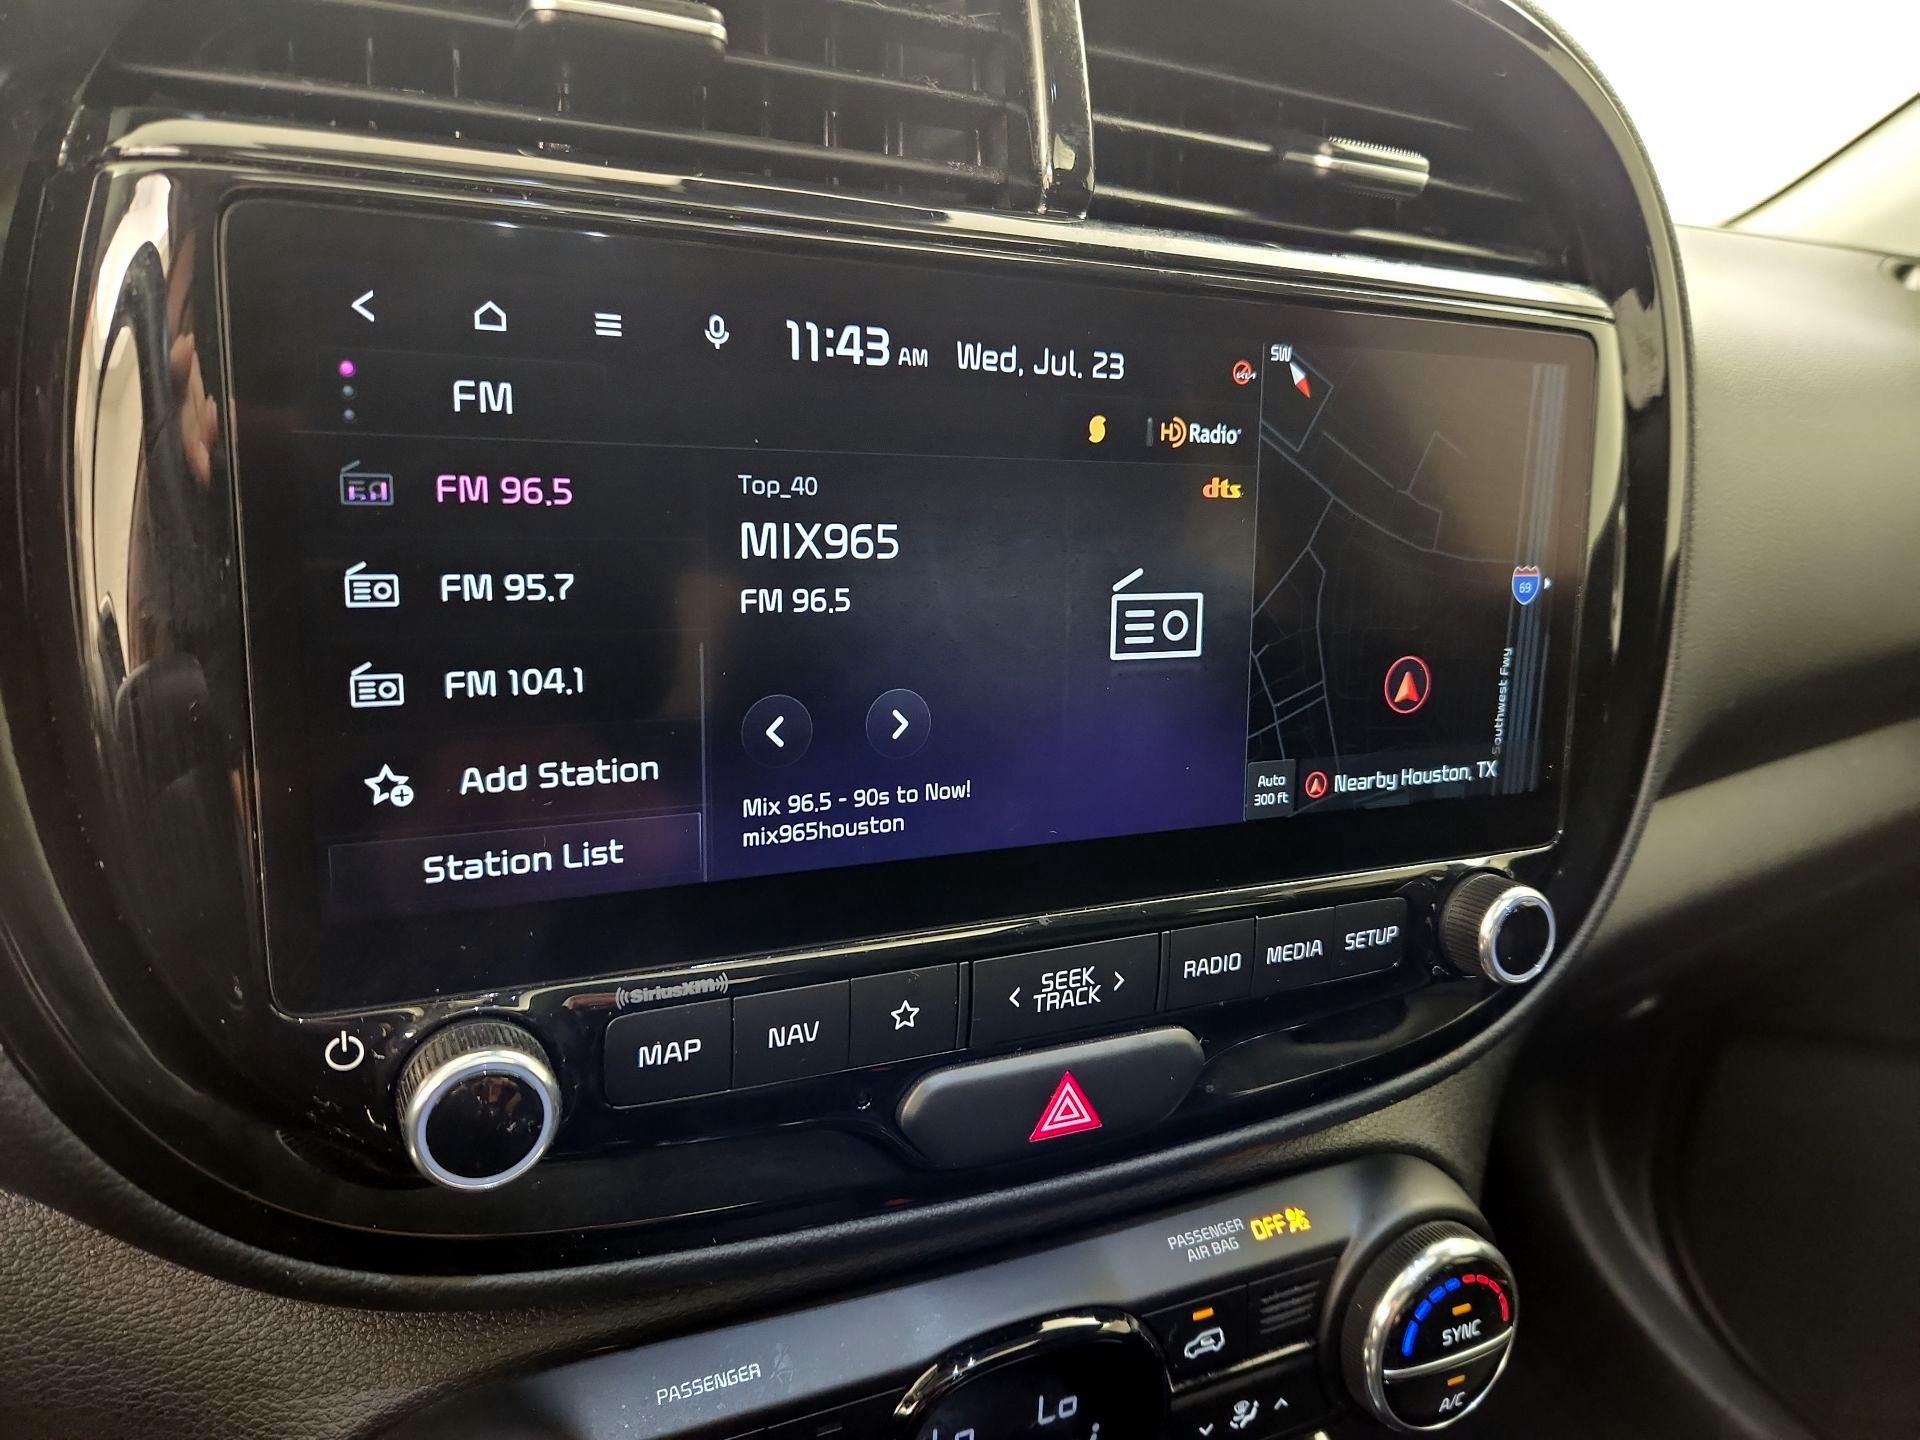 11:43 AM Wed, Jul. 23
SW
FM
HD Radio
FM 96.5
Top_40
dts
MIX965
FM 95.7
FM 96.5
69
FM 104.1
Southwest Fwy
Add Station
Mix 96.5 - 90s to Now!
mix965houston
Auto
300 ft
Nearby Houston, TX
Station List
((SiriusXM))
MAP
NAV
SEEK
TRACK
RADIO
MEDIA
SETUP
PASSENGER
AIR BAG
OFF
SYNC
A/C
PASSENGER
Lo